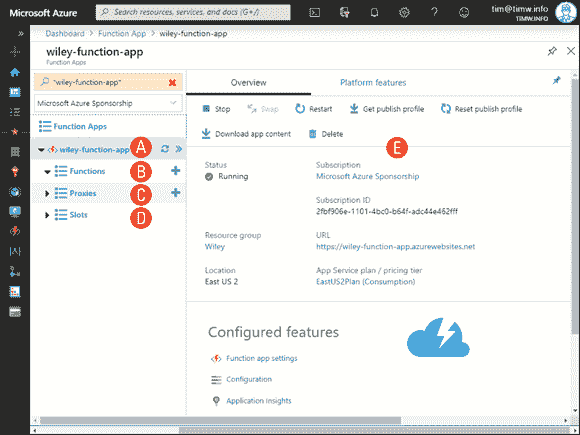 Microsoft Azure
Search resources, services, and docs (G+/)
tim@timw.info
TIMW.INFO
Dashboard > Function App > wiley-function-app
wiley-function-app
Function Apps
"wiley-function-app"
Microsoft Azure Sponsorship
Function Apps
wiley-function-app A
Functions B
Proxies C
Slots D
Overview Platform features
Stop Swap Restart Get publish profile Reset publish profile
Download app content Delete E
Status Subscription
Running Microsoft Azure Sponsorship
Subscription ID
2fbf906e-1101-4bc0-b64f-adc44e462fff
Resource group URL
Wiley https://wiley-function-app.azurewebsites.net
Location App Service plan / pricing tier
East US 2 EastUS2Plan (Consumption)
Configured features
Function app settings
Configuration
Application Insights